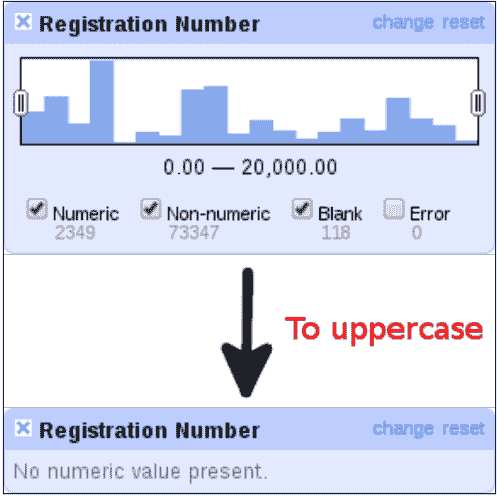 Registration Number change reset
0.00 — 20,000.00
Numeric Non-numeric Blank Error
2349 73347 118 0
To uppercase
Registration Number change reset
No numeric value present.